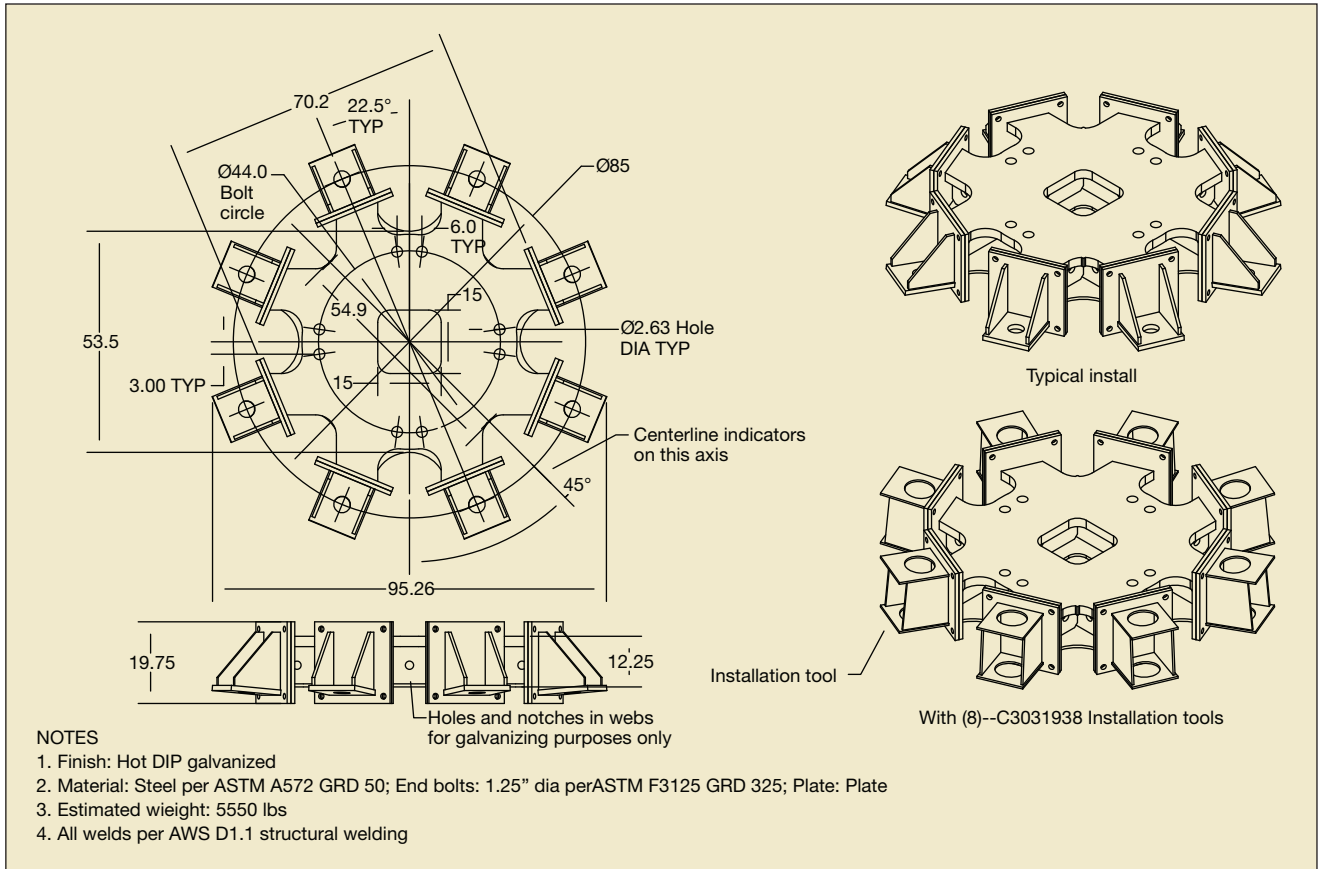 70.2
22.5°
TYP
Ø44.0
Bolt
circle
Ø85
6.0
TYP
15
54.9
53.5
Ø2.63 Hole
DIA TYP
3.00 TYP
15
Centerline indicators
on this axis
45°
95.26
19.75
12.25
Holes and notches in webs
for galvanizing purposes only
Typical install
Installation tool
With (8)--C3031938 Installation tools
NOTES
1. Finish: Hot DIP galvanized
2. Material: Steel per ASTM A572 GRD 50; End bolts: 1.25” dia perASTM F3125 GRD 325; Plate: Plate
3. Estimated wieight: 5550 lbs
4. All welds per AWS D1.1 structural welding